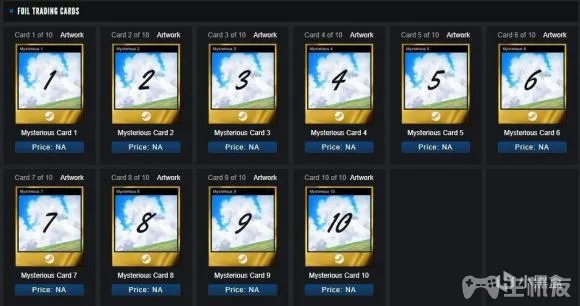 FOIL TRADING CARDS
Card 1 of 10 Artwork Card 2 of 10 Artwork Card 3 of 10 Artwork Card 4 of 10 Artwork Card 5 of 10 Artwork Card 6 of 10 Artwork
Mysterious 1 Mysterious 2 Mysterious 3 Mysterious 4 Mysterious 5 Mysterious 6
1 2 3 4 5 6
Mysterious Card 1 Mysterious Card 2 Mysterious Card 3 Mysterious Card 4 Mysterious Card 5 Mysterious Card 6
Price: NA Price: NA Price: NA Price: NA Price: NA Price: NA
Card 7 of 10 Artwork Card 8 of 10 Artwork Card 9 of 10 Artwork Card 10 of 10 Artwork
Mysterious 7 Mysterious 8 Mysterious 9 Mysterious 10
7 8 9 10
Mysterious Card 7 Mysterious Card 8 Mysterious Card 9 Mysterious Card 10
Price: NA Price: NA Price: NA Price: NA